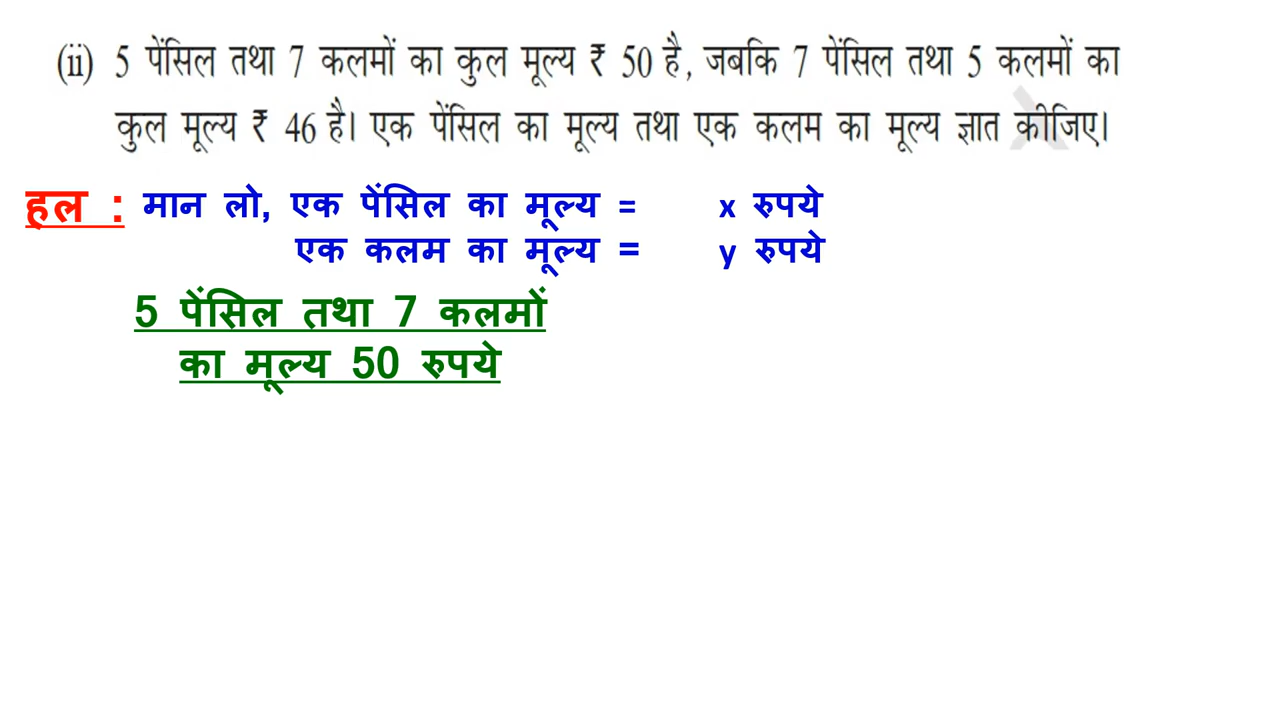 (ii) 5 पेंसिल तथा 7 कलमों का कुल मूल्य ₹ 50 है, जबकि 7 पेंसिल तथा 5 कलमों का
कुल मूल्य ₹ 46 है। एक पेंसिल का मूल्य तथा एक कलम का मूल्य ज्ञात कीजिए।
हल : मान लो, एक पेंसिल का मूल्य = x रुपये
एक कलम का मूल्य = y रुपये
5 पेंसिल तथा 7 कलमों
का मूल्य 50 रुपये